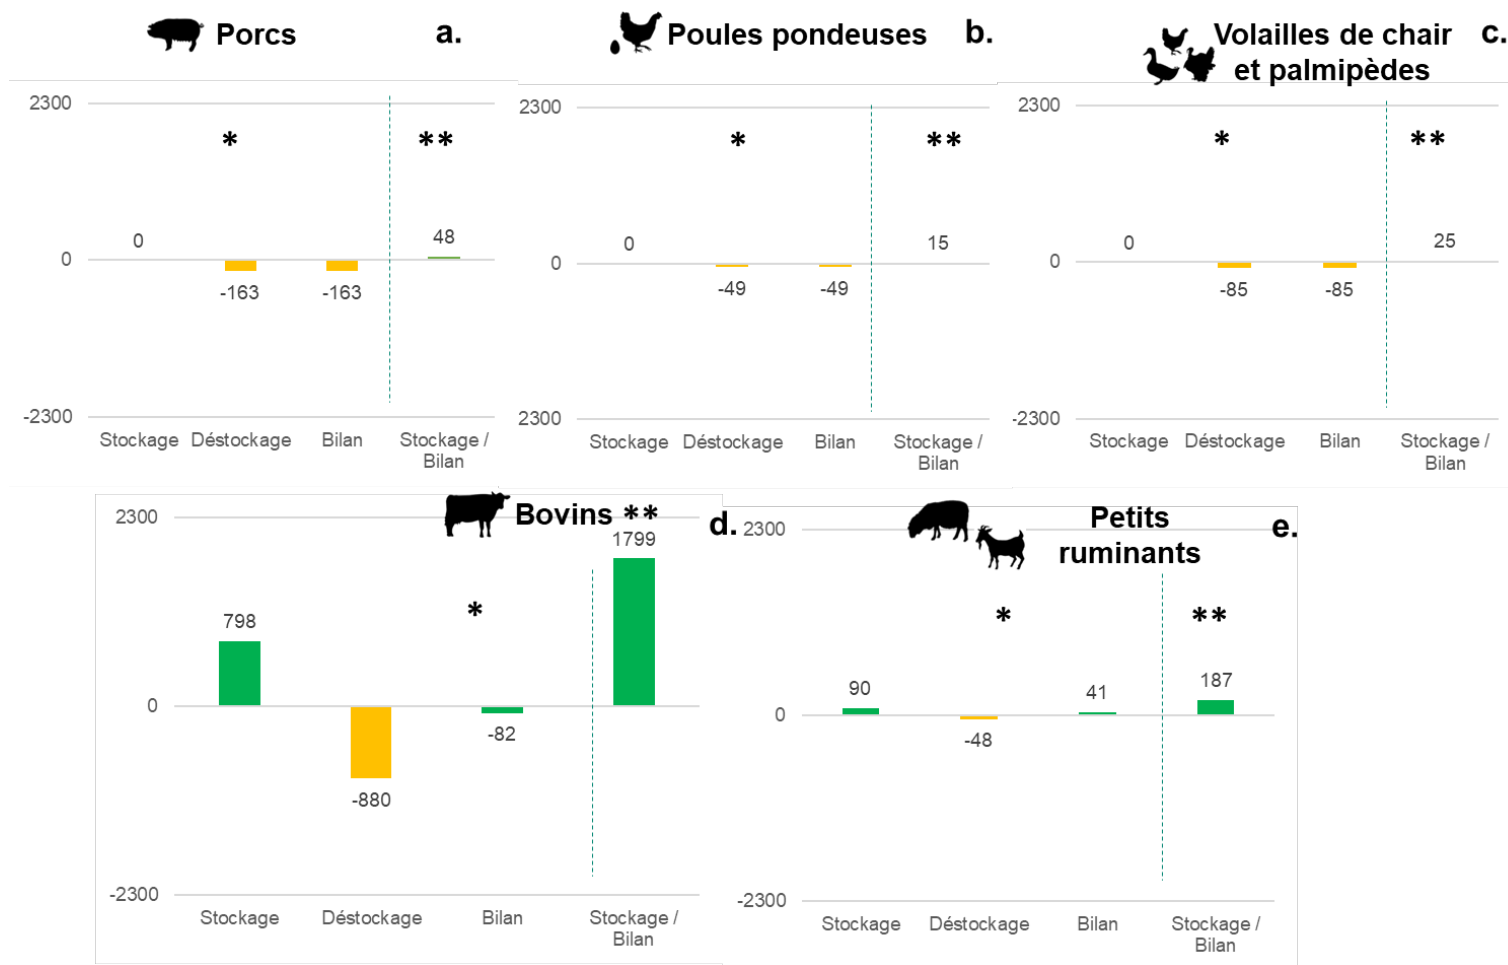 Porcs
a.
2300
*
**
0
48
0
-163
-163
-2300
Stockage Déstockage Bilan Stockage /
Bilan
Poules pondeuses
b.
2300
*
**
0
15
0
-49
-49
2300
Stockage Déstockage Bilan Stockage /
Bilan
Volailles de chair
et palmipèdes
c.
2300
*
**
0
25
0
-85
-85
-2300
Stockage Déstockage Bilan Stockage /
Bilan
Bovins **
d.
2300
1799
*
798
0
-82
-880
-2300
Stockage Déstockage Bilan Stockage /
Bilan
Petits
ruminants
e.
2300
*
**
90
41
187
0
-48
-2300
Stockage Déstockage Bilan Stockage /
Bilan